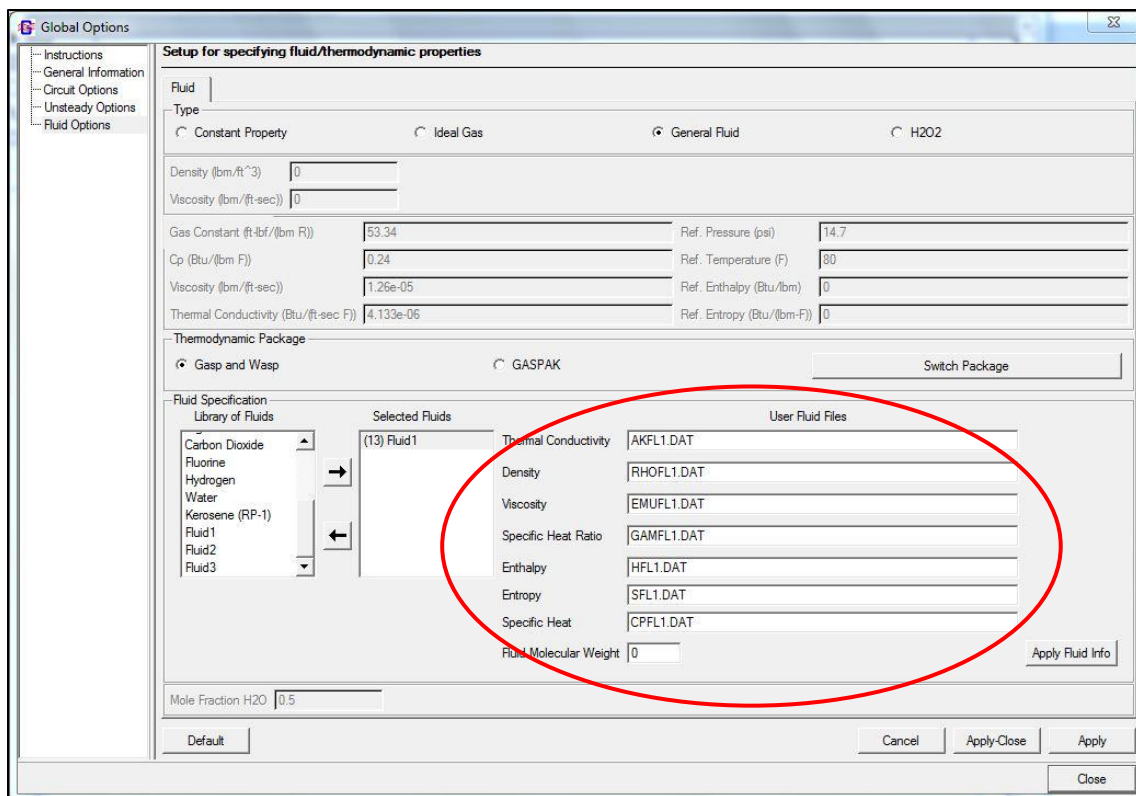 Global Options
Instructions
General Information
Circuit Options
Unsteady Options
Fluid Options
Setup for specifying fluid/thermodynamic properties
Fluid
Type
Constant Property Ideal Gas General Fluid H2O2
Density (lbm/ft^3) 0
Viscosity (lbm/(ft-sec)) 0
Gas Constant (ft-lbf/(lbm R)) 53.34 Ref. Pressure (psi) 14.7
Cp (Btu/(lbm F)) 0.24 Ref. Temperature (F) 80
Viscosity (lbm/(ft-sec)) 1.26e-05 Ref. Enthalpy (Btu/lbm) 0
Thermal Conductivity (Btu/(ft-sec F)) 4.133e-06 Ref. Entropy (Btu/(lbm-F)) 0
Thermodynamic Package
Gasp and Wasp GASPAK Switch Package
Fluid Specification
Library of Fluids Selected Fluids User Fluid Files
Carbon Dioxide
Fluorine
Hydrogen
Water
Kerosene (RP-1)
Fluid1
Fluid2
Fluid3
(13) Fluid1
Thermal Conductivity AKFL1.DAT
Density RHOFL1.DAT
Viscosity EMUFL1.DAT
Specific Heat Ratio GAMFL1.DAT
Enthalpy HFL1.DAT
Entropy SFL1.DAT
Specific Heat CPFL1.DAT
Fluid Molecular Weight 0 Apply Fluid Info
Mole Fraction H2O 0.5
Default Cancel Apply-Close Apply
Close